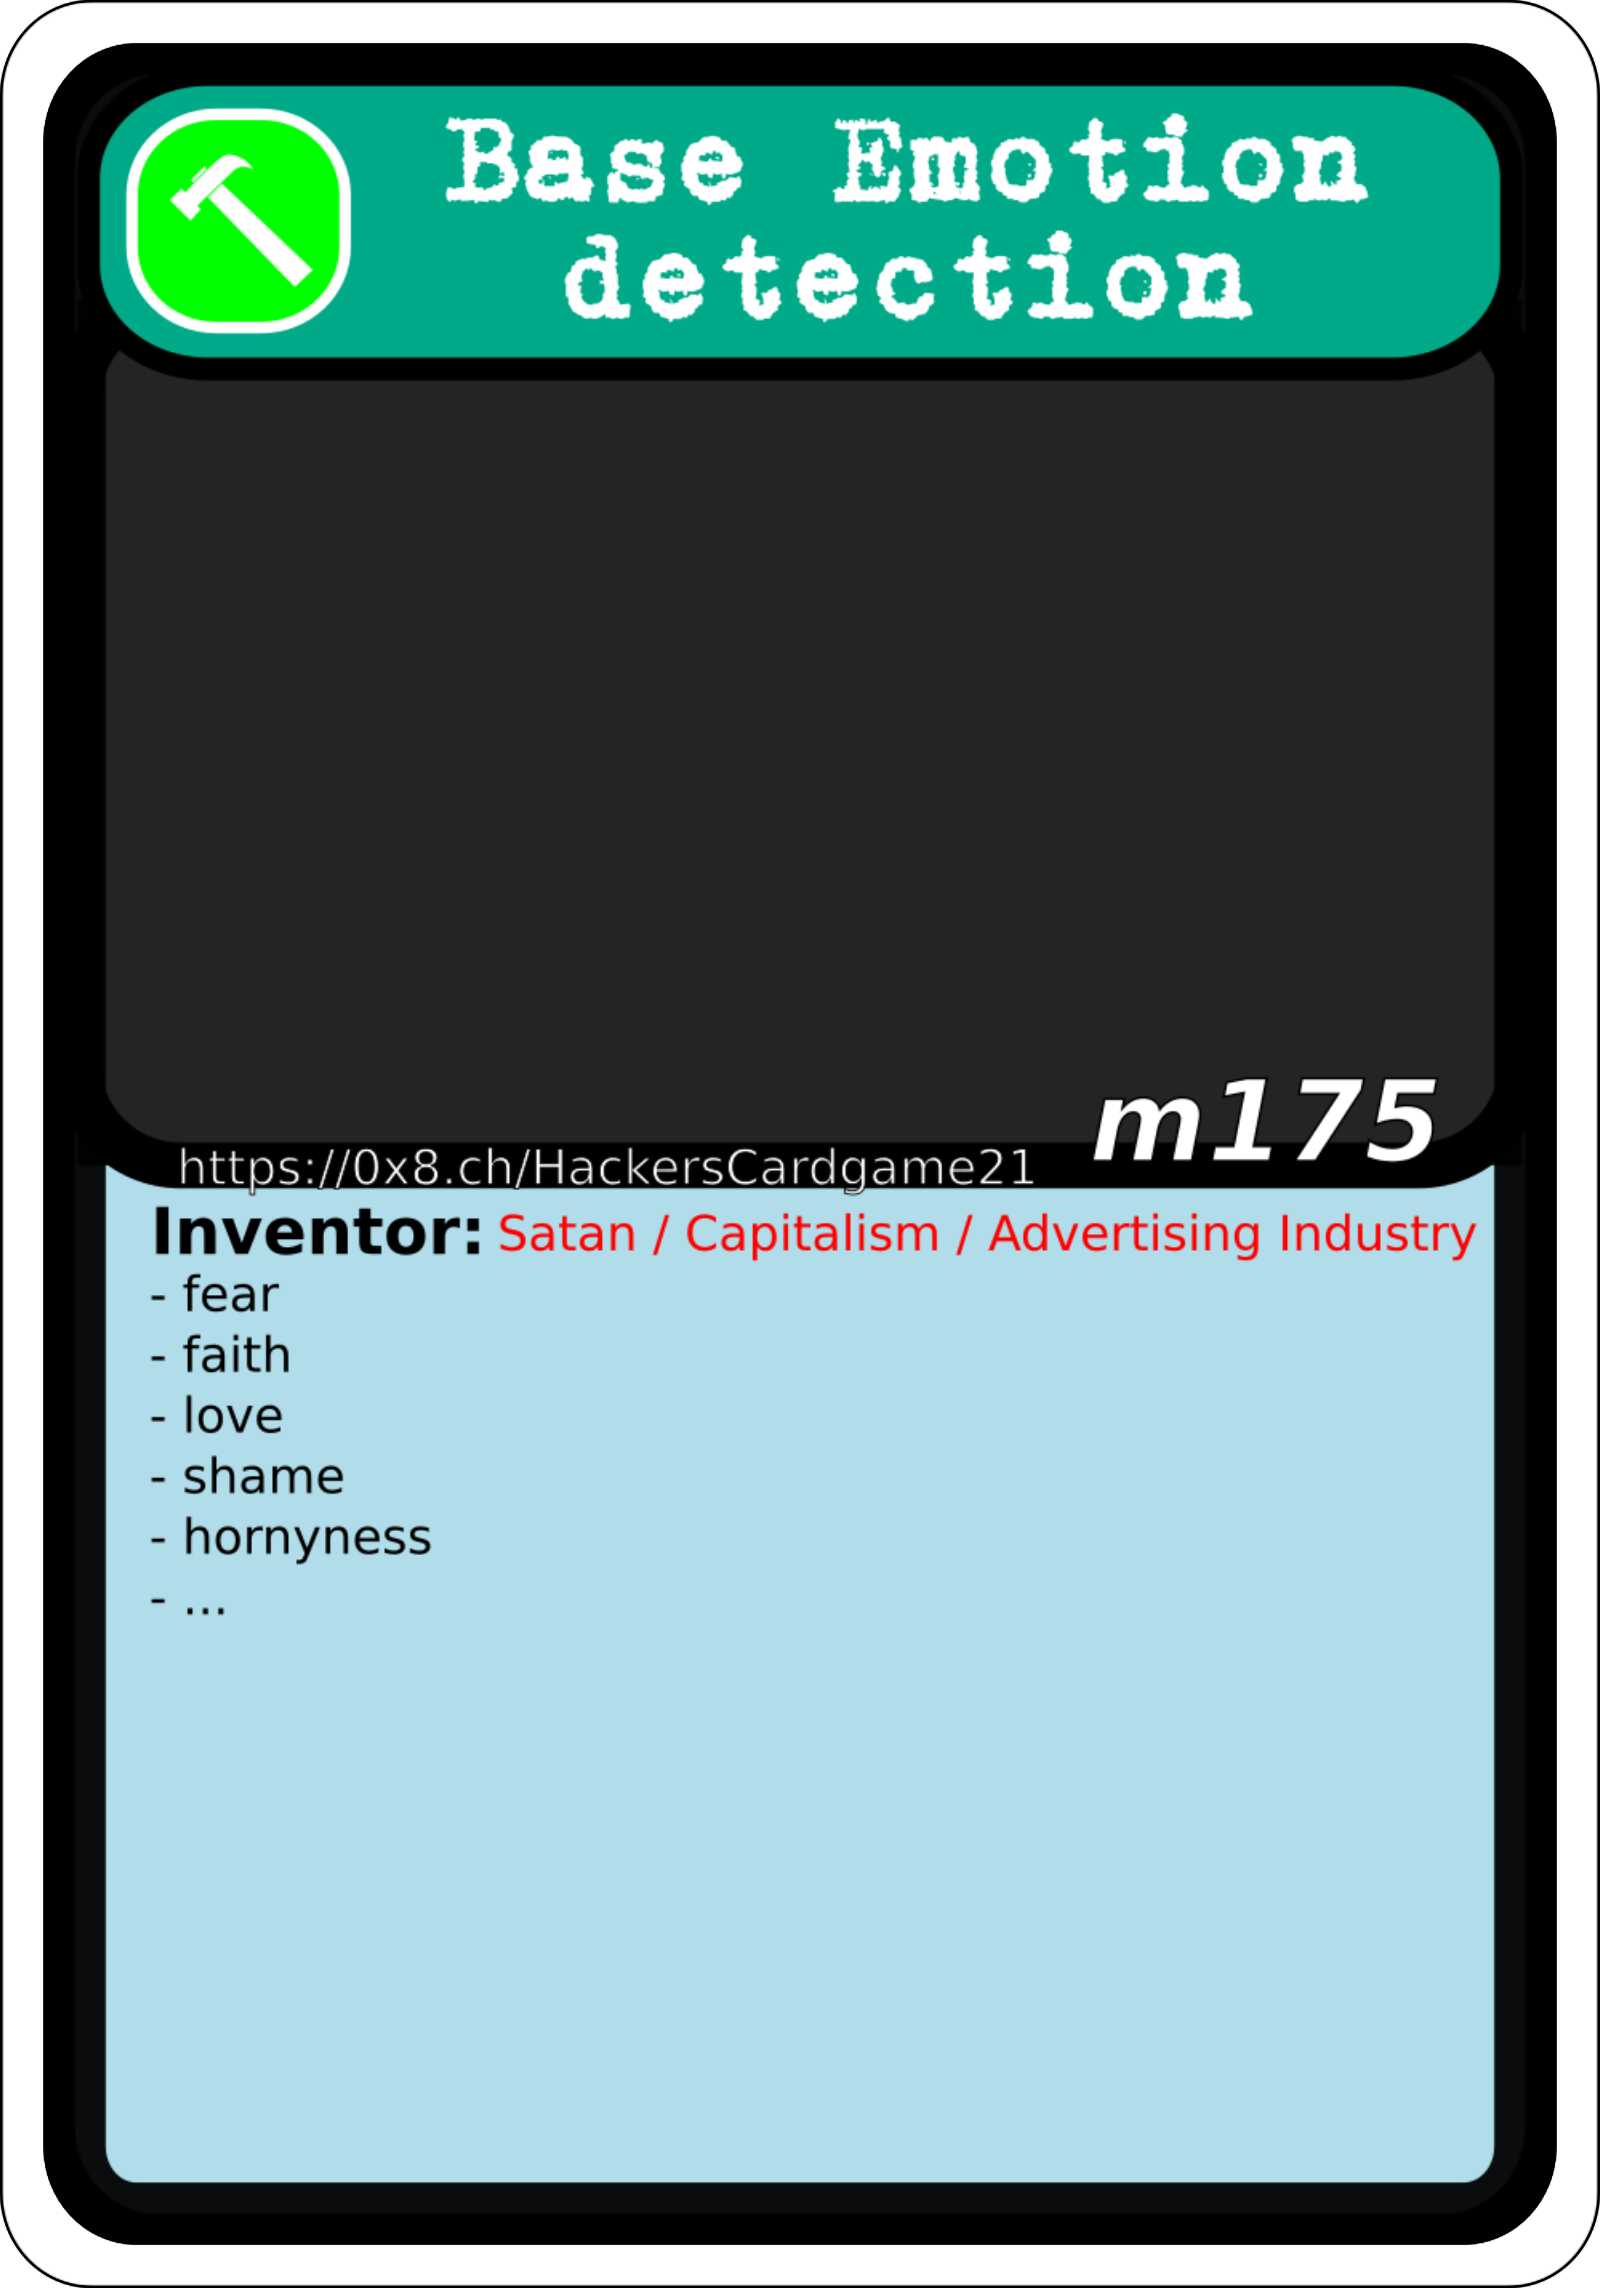 Base Emotion
detection
m175
https://0x8.ch/HackersCardgame21
Inventor: Satan / Capitalism / Advertising Industry
- fear
- faith
- love
- shame
- hornyness
- ...